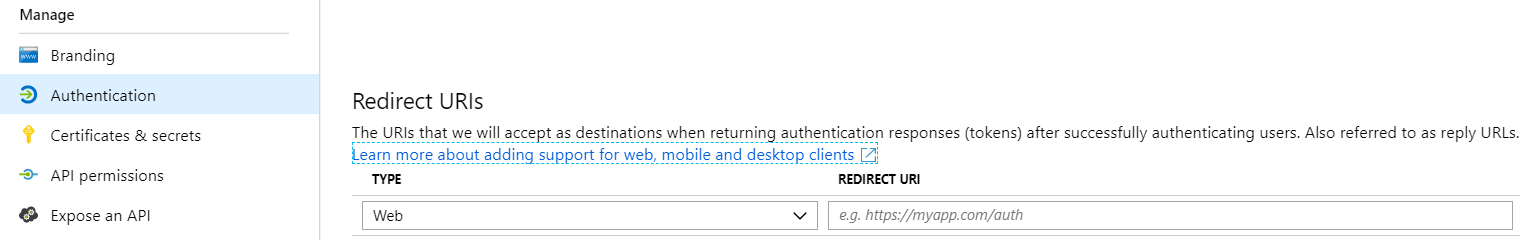 Manage
www
Branding
Authentication
Certificates & secrets
API permissions
Expose an API
Redirect URIs
The URIs that we will accept as destinations when returning authentication responses (tokens) after successfully authenticating users. Also referred to as reply URLs.
Learn more about adding support for web, mobile and desktop clients
TYPE REDIRECT URI
Web e.g. https://myapp.com/auth